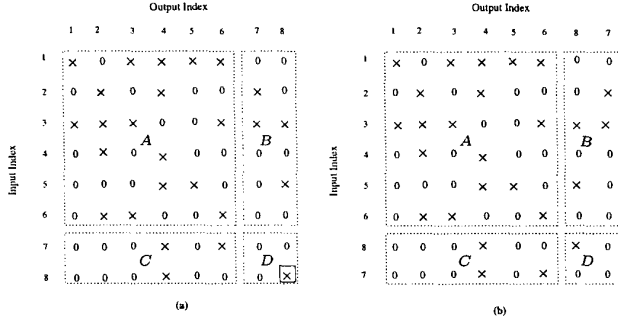 Output Index
1 2 3 4 5 6 7 8
Input Index
1 × 0 × × × × 0 0
2 0 × 0 × 0 0 × 0
3 × × × 0 0 × × ×
A B
4 0 × 0 × 0 0 0 0
5 0 0 0 × × 0 0 ×
6 0 × × 0 0 × 0 0
7 0 0 0 × 0 × 0 0
C D
8 0 0 0 × 0 0 0 ×
(a)
Output Index
1 2 3 4 5 6 8 7
Input Index
1 × 0 × × × × 0 0
2 0 × 0 × 0 0 0 ×
3 × × × 0 0 × × ×
A B
4 0 × 0 × 0 0 0 0
5 0 0 0 × × 0 × 0
6 0 × × 0 0 × 0 0
8 0 0 0 × 0 0 × 0
C D
7 0 0 0 × 0 × 0 0
(b)